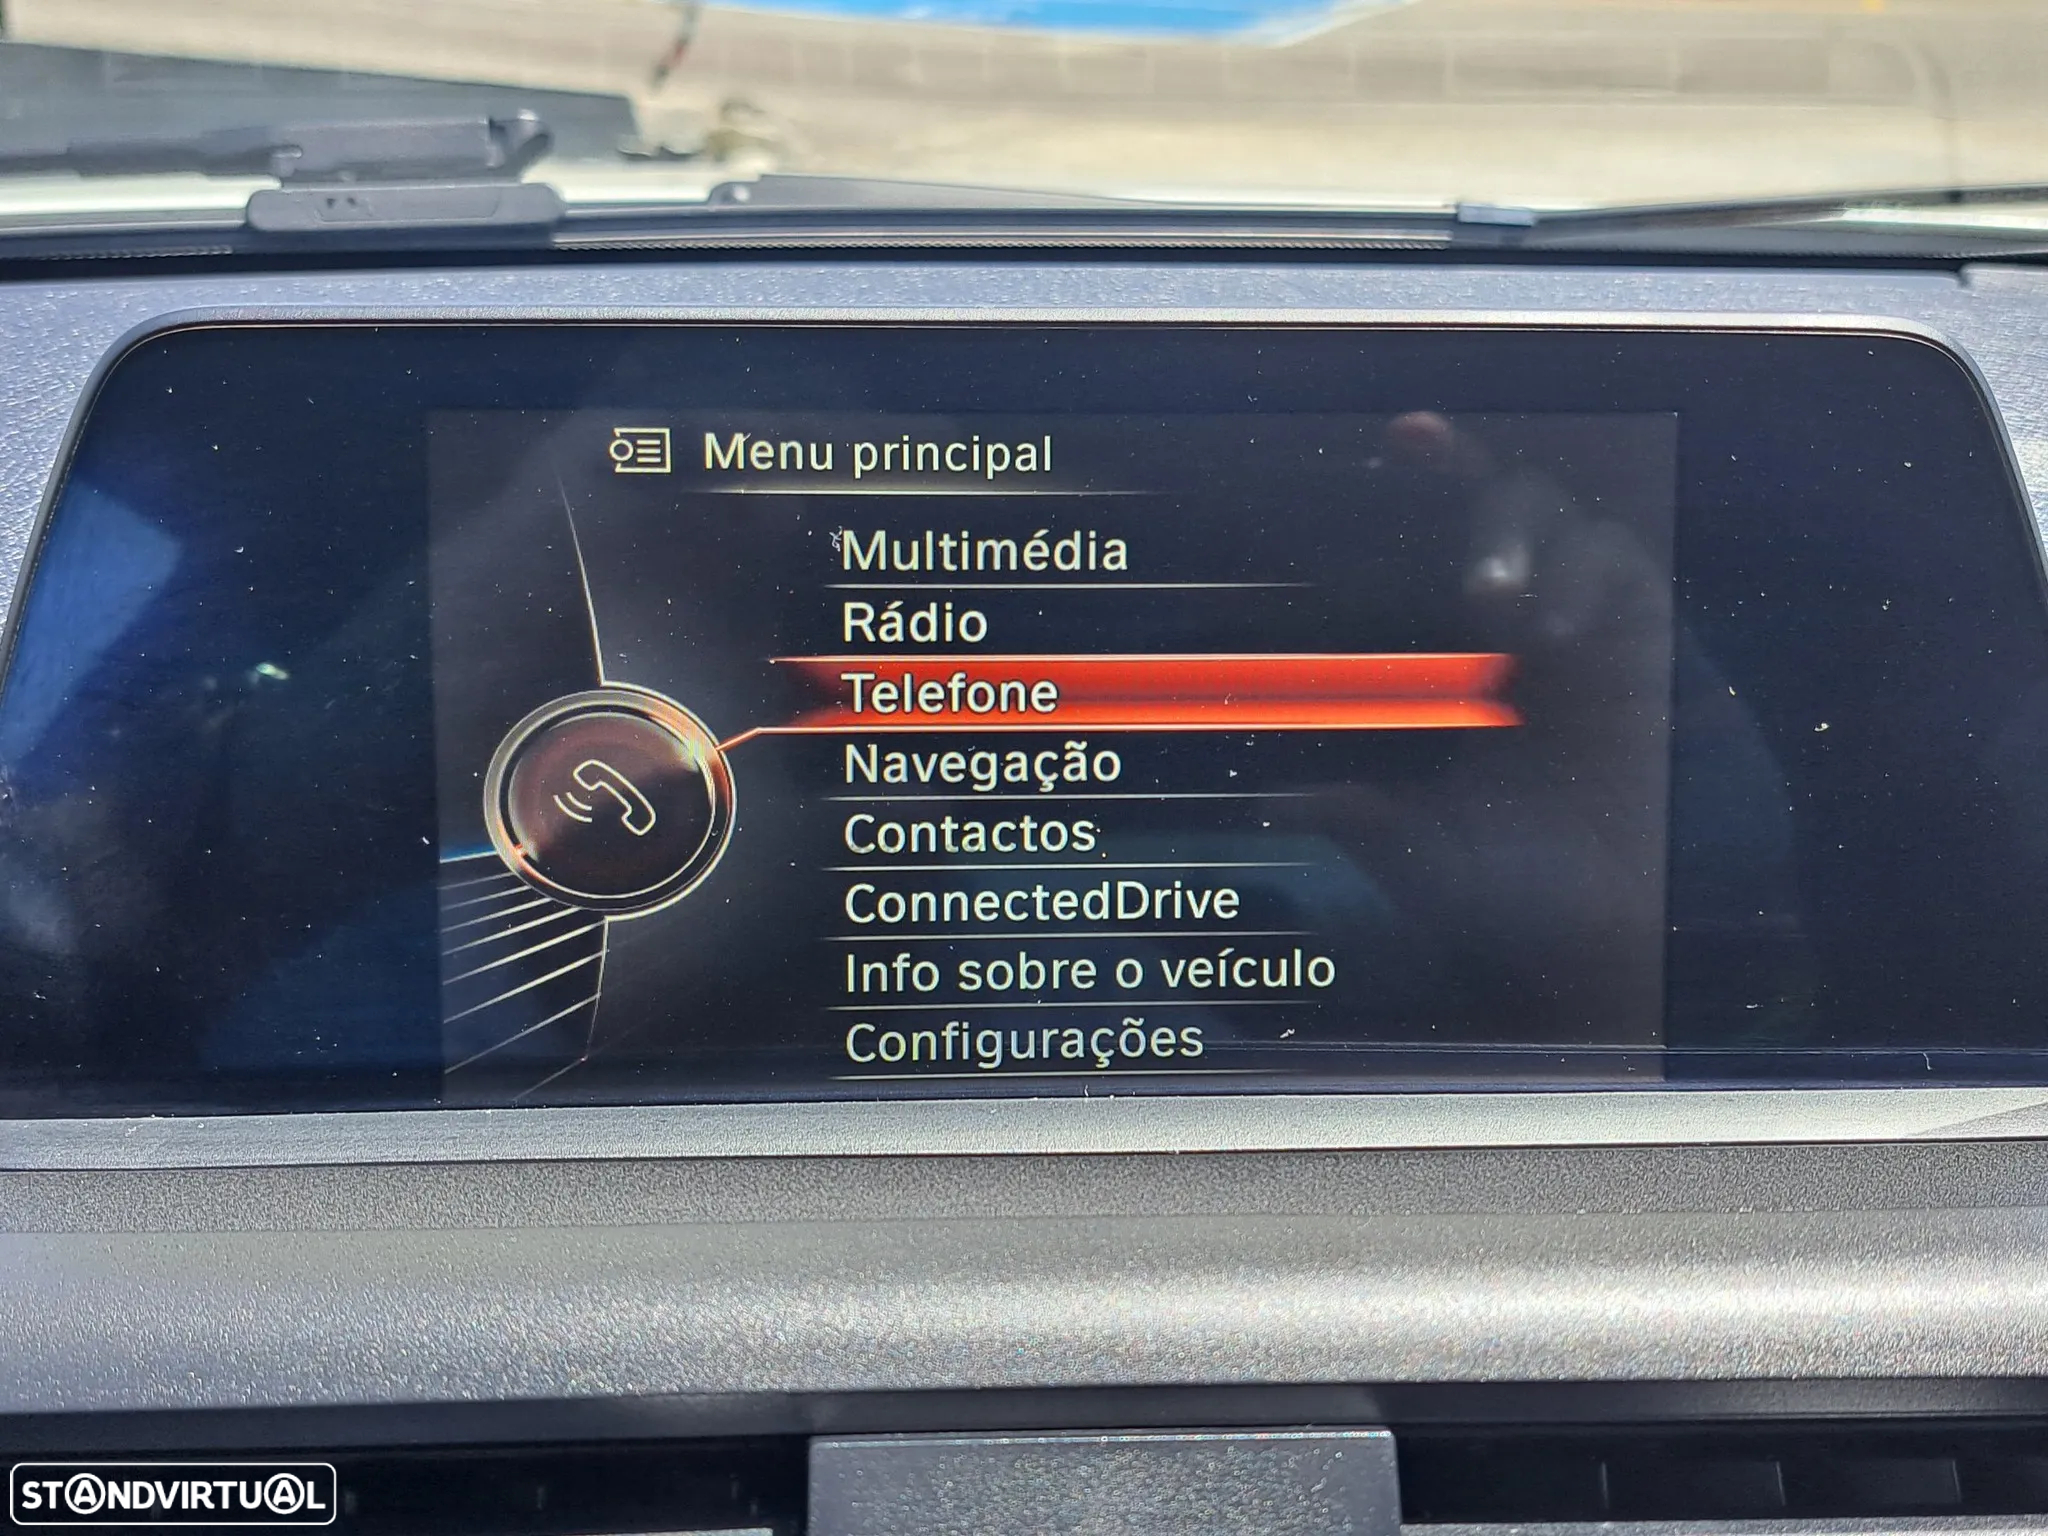 Menu principal
Multimédia
Rádio
Telefone
Navegação
Contactos
ConnectedDrive
Info sobre o veículo
Configurações
STANDVIRTUAL